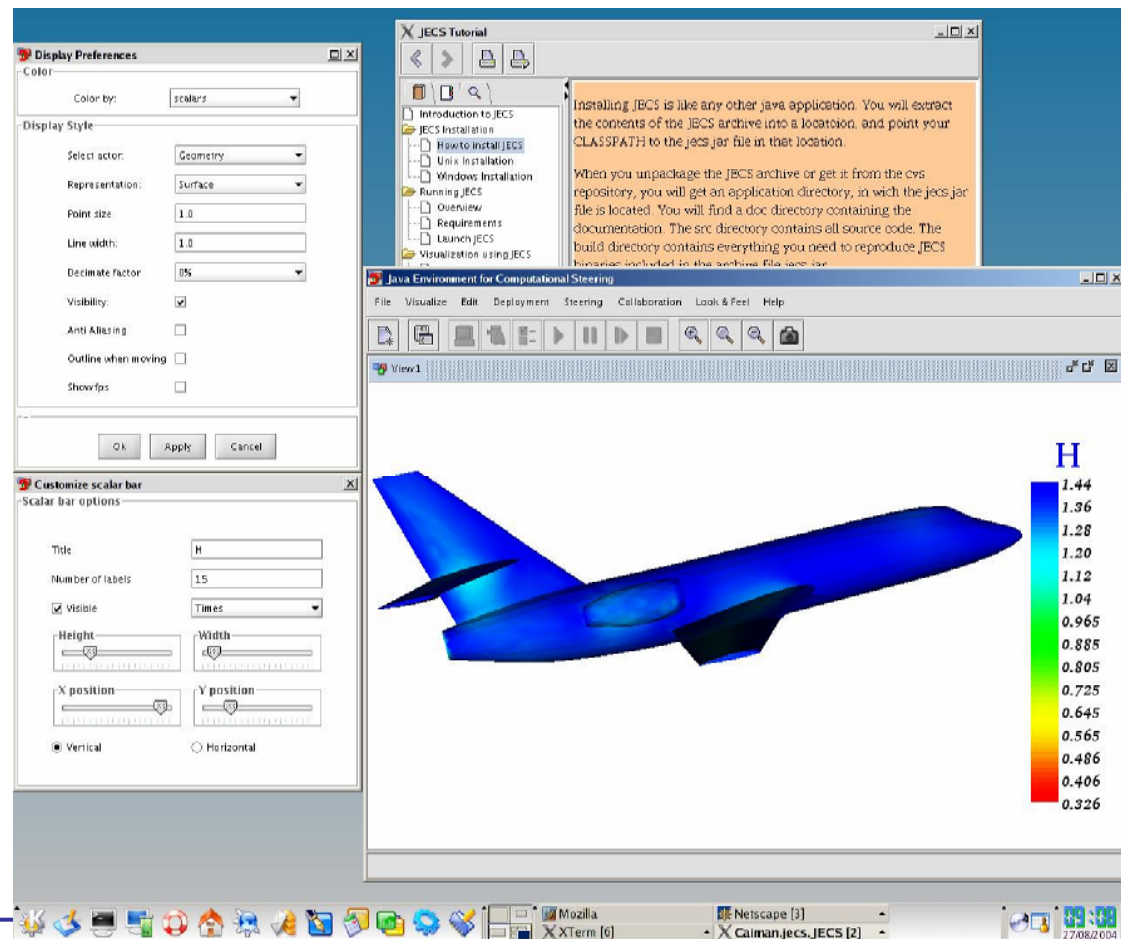 Display Preferences
Color
Color by:
scalars
Display Style
Select actor:
Geometry
Representation:
Surface
Point size
1.0
Line width:
1.0
Decimate factor
0%
Visibility:
Anti Aliasing
Outline when moving
Show fps
Ok
Apply
Cancel
Customize scalar bar
Scalar bar options
Title
H
Number of labels
15
Visible
Times
Height
Width
X position
Y position
Vertical
Horizontal
JECS Tutorial
Introduction to JECS
JECS Installation
How to install JECS
Unix Installation
Windows Installation
Running JECS
Overview
Requirements
Launch JECS
Visualization using JECS
Installing JECS is like any other java application. You will extract
the contents of the JECS archive into a locatoion, and point your
CLASSPATH to the jecs.jar file in that location.
When you unpackage the JECS archive or get it from the cvs
repository, you will get an application directory, in wich the jecs.jar
file is located. You will find a doc directory containing the
documentation. The src directory contains all source code. The
build directory contains everything you need to reproduce JECS
binaries included in the archive file jecs.jar
Java Environment for Computational Steering
File Visualize Edit Deployment Steering Collaboration Look & Feel Help
View1
H
1.44
1.36
1.28
1.20
1.12
1.04
0.965
0.885
0.805
0.725
0.645
0.565
0.486
0.406
0.326
Mozilla
Netscape [3]
XTerm [6]
Caiman.jecs.JECS [2]
09:09
27/08/2004